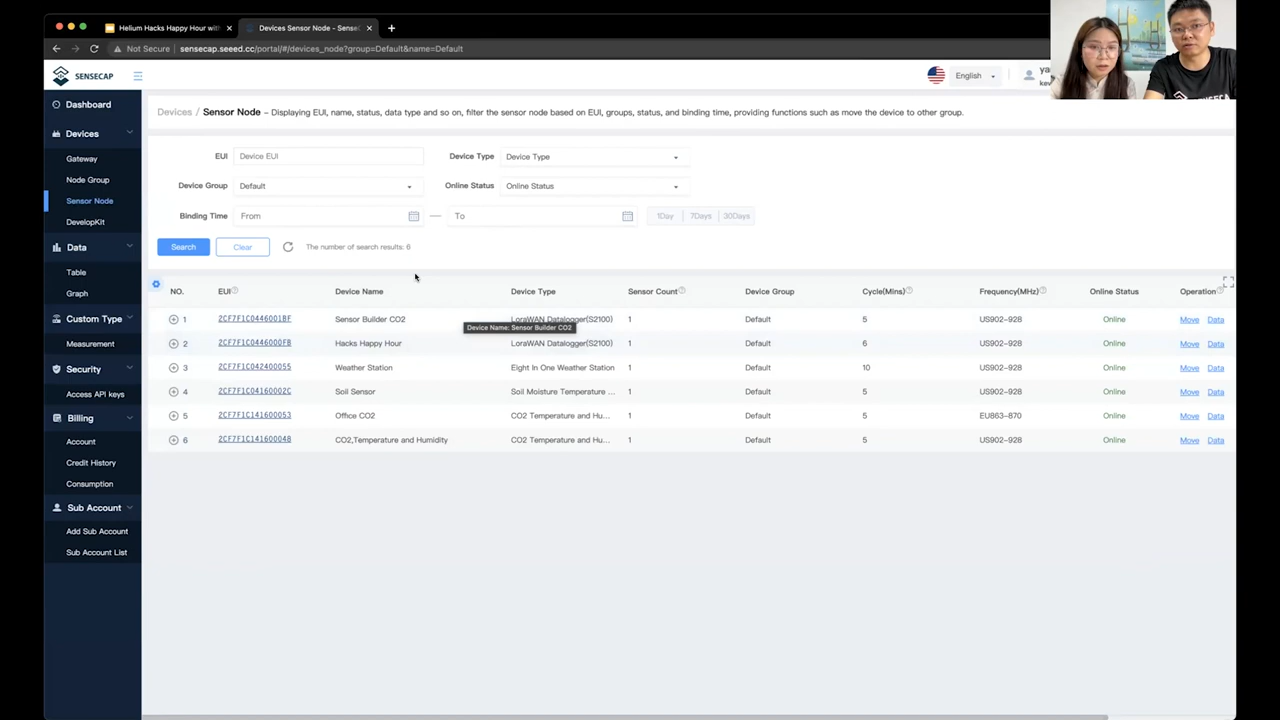 Helium Hacks Happy Hour with
Devices Sensor Node - SenseC
Not Secure sensecap.seeed.cc/portal/#/devices_node?group=Default&name=Default
SENSECAP
English
Devices / Sensor Node – Displaying EUI, name, status, data type and so on, filter the sensor node based on EUI, groups, status, and binding time, providing functions such as move the device to other group.
Dashboard
Devices
Gateway
Node Group
Sensor Node
DevelopKit
Data
Table
Graph
Custom Type
Measurement
Security
Access API keys
Billing
Account
Credit History
Consumption
Sub Account
Add Sub Account
Sub Account List
EUI Device EUI Device Type Device Type
Device Group Default Online Status Online Status
Binding Time From To 1Day 7Days 30Days
Search Clear The number of search results: 6
NO. EUI Device Name Device Type Sensor Count Device Group Cycle(Mins) Frequency(MHz) Online Status Operation
1 2CF7F1C0446001BF Sensor Builder CO2 LoraWAN Datalogger(S2100) 1 Default 5 US902-928 Online Move Data
Device Name: Sensor Builder CO2
2 2CF7F1C0446000FB Hacks Happy Hour LoraWAN Datalogger(S2100) 1 Default 6 US902-928 Online Move Data
3 2CF7F1C042400055 Weather Station Eight In One Weather Station 1 Default 10 US902-928 Online Move Data
4 2CF7F1C04160002C Soil Sensor Soil Moisture Temperature ... 1 Default 5 US902-928 Online Move Data
5 2CF7F1C141600053 Office CO2 CO2 Temperature and Hu... 1 Default 5 EU863-870 Online Move Data
6 2CF7F1C141600048 CO2,Temperature and Humidity CO2 Temperature and Hu... 1 Default 5 US902-928 Online Move Data